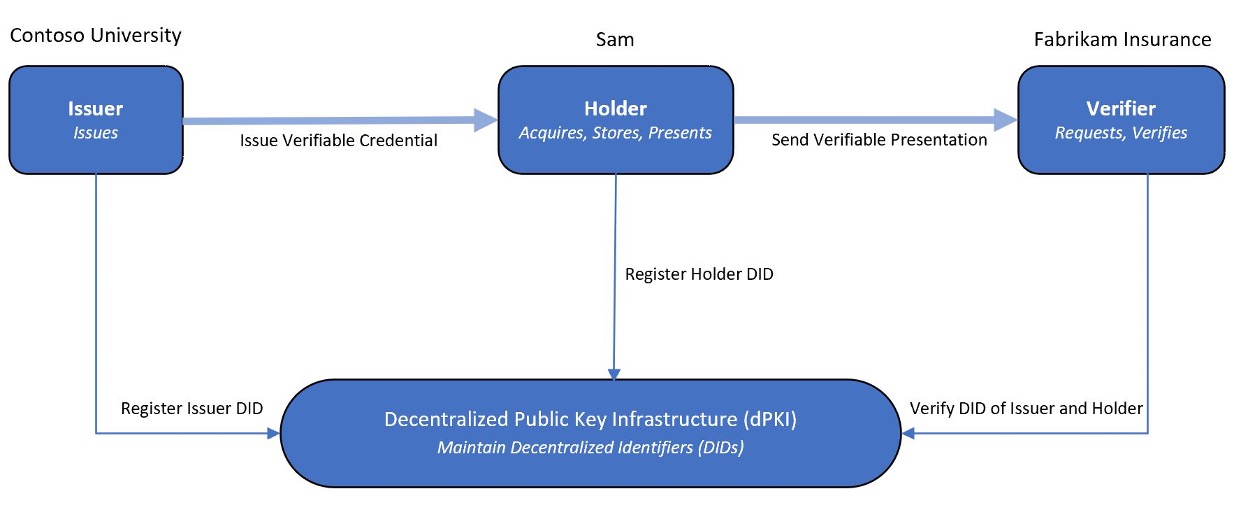 Contoso University
Sam
Fabrikam Insurance
Issuer
Issues
Issue Verifiable Credential
Holder
Acquires, Stores, Presents
Send Verifiable Presentation
Verifier
Requests, Verifies
Register Holder DID
Register Issuer DID
Verify DID of Issuer and Holder
Decentralized Public Key Infrastructure (dPKI)
Maintain Decentralized Identifiers (DIDs)